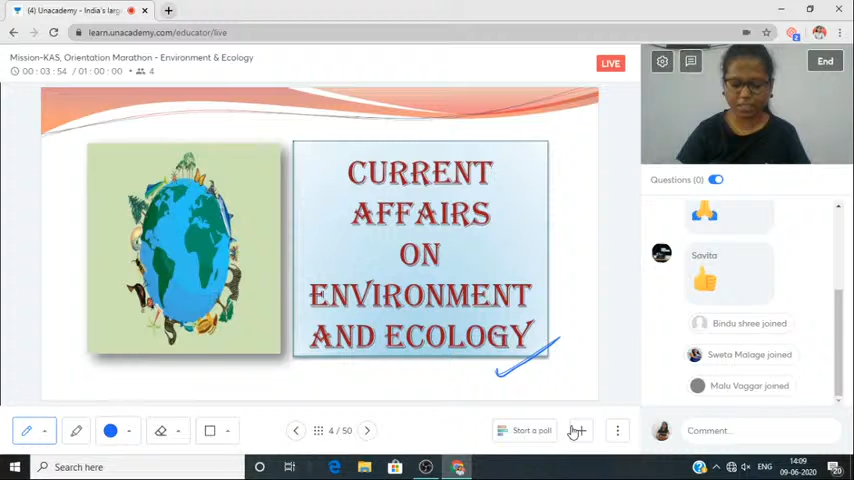 (4) Unacademy - India's larg
learn.unacademy.com/educator/live
Mission-KAS, Orientation Marathon - Environment & Ecology
00 : 03 : 54 / 01 : 00 : 00 • 4
LIVE
End
CURRENT
AFFAIRS
ON
ENVIRONMENT
AND ECOLOGY
Questions (0)
Savita
Bindu shree joined
Sweta Malage joined
Malu Vaggar joined
4 / 50
Start a poll
Comment...
Search here
ENG
14:09
09-06-2020
20